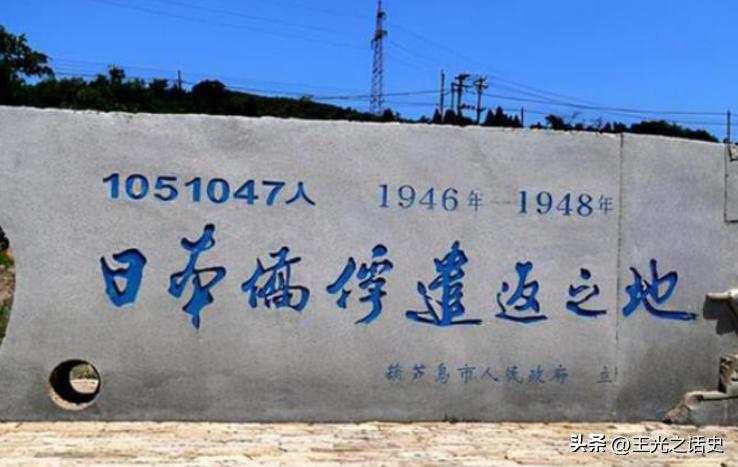 1051047人 1946年—1948年
日本僑俘遣返之地
葫芦岛市人民政府 立
头条 @王光之话史